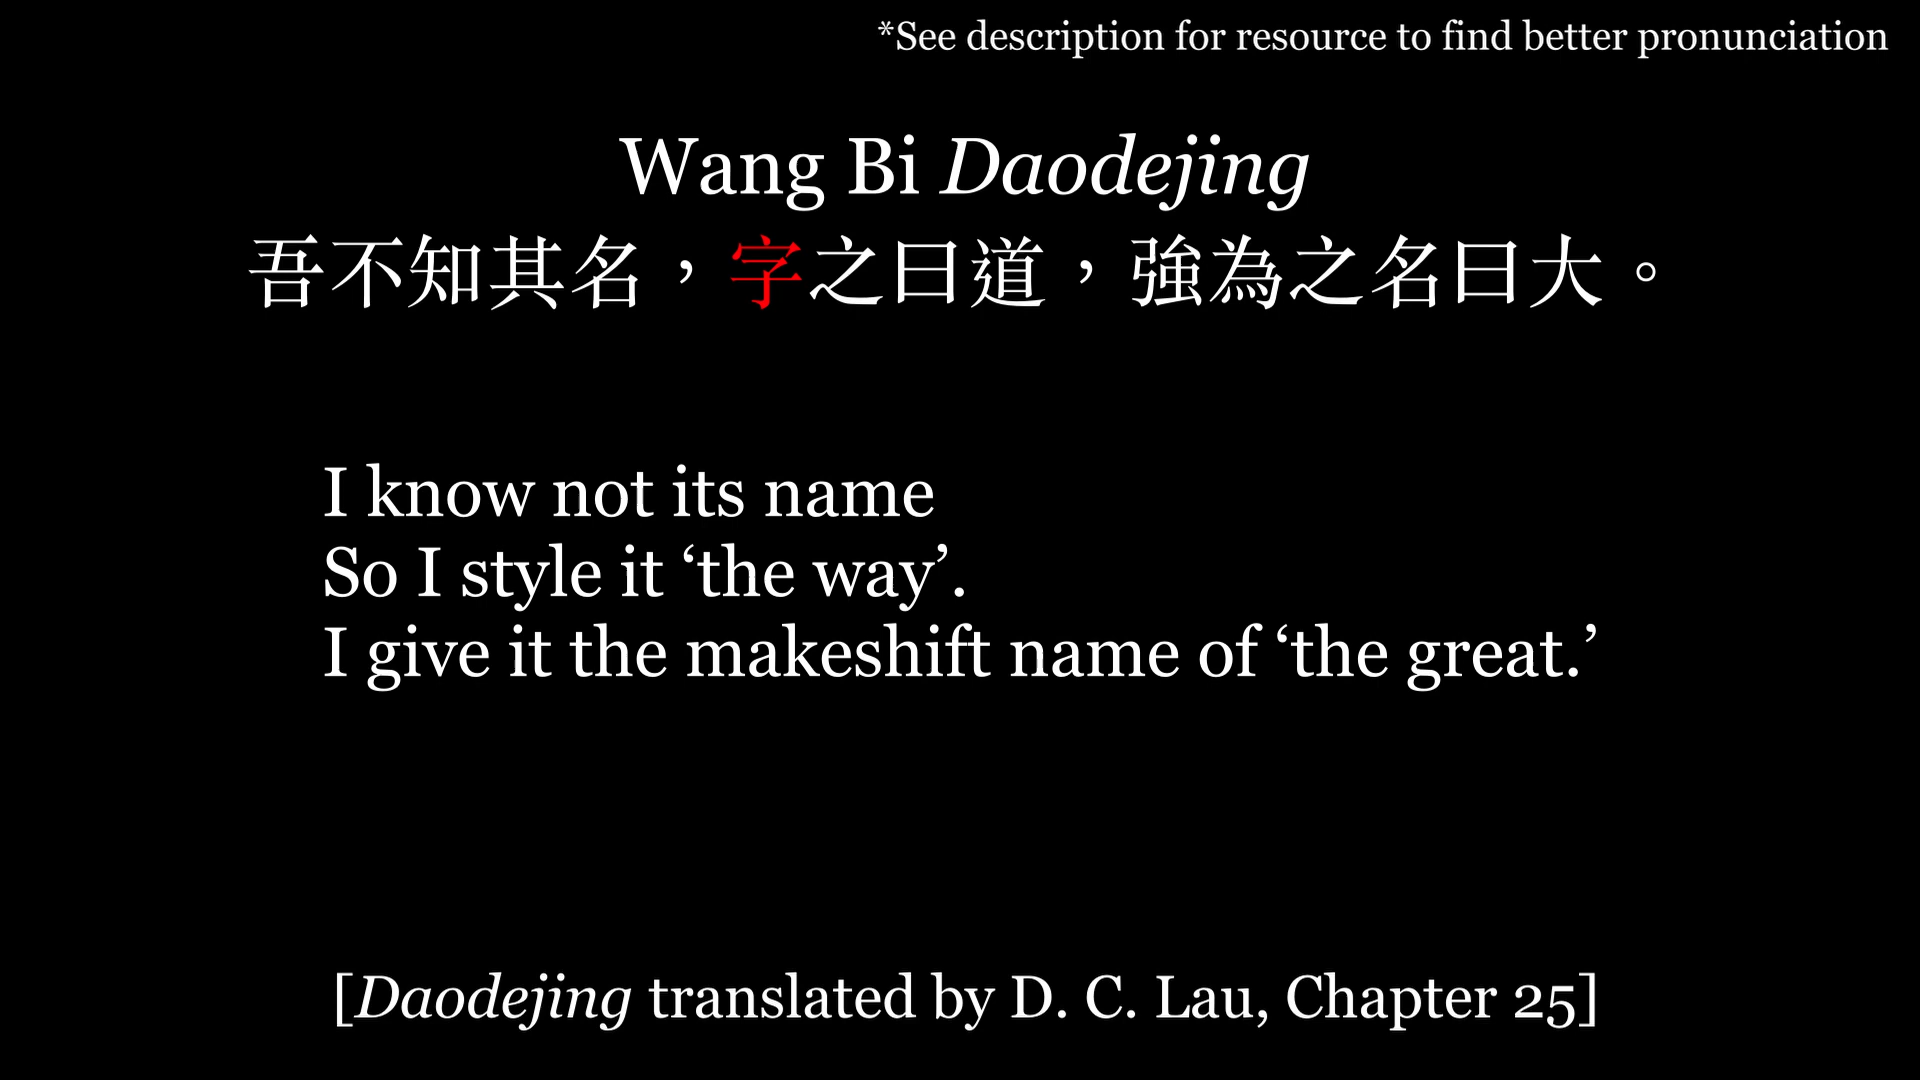 *See description for resource to find better pronunciation
Wang Bi Daodejing
吾不知其名，字之曰道，強為之名曰大。
I know not its name
So I style it ‘the way’.
I give it the makeshift name of ‘the great.’
[Daodejing translated by D. C. Lau, Chapter 25]